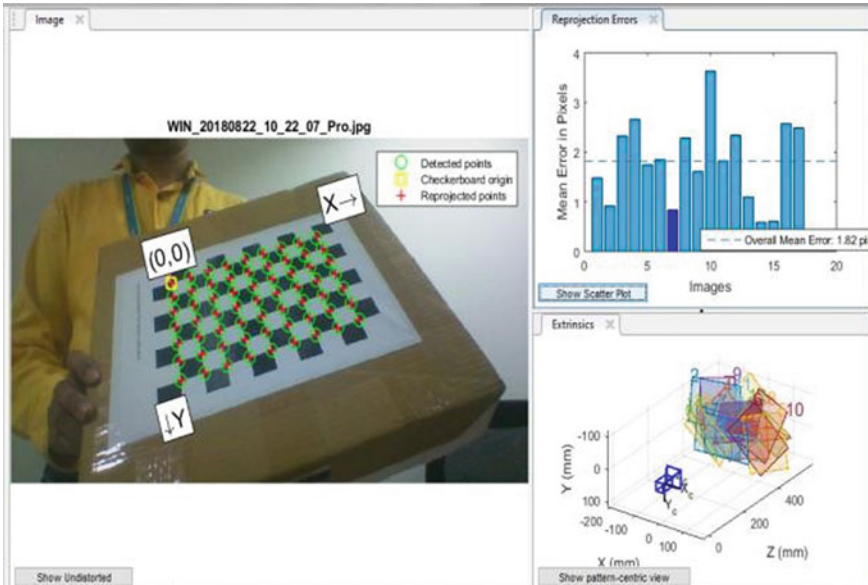 Image
WIN_20180822_10_22_07_Pro.jpg
Detected points
Checkerboard origin
Reprojected points
X→
(0,0)
↓Y
Show Undistorted
Reprojection Errors
Mean Error in Pixels
4
3
2
1
0
0 5 10 15 20
Overall Mean Error: 1.82 pi
Images
Show Scatter Plot
Extrinsics
2
9
10
Y (mm)
-100
0
100
Xc
Yc
-200 -100 0 100
X (mm)
0 200 400
Z (mm)
Show pattern-centric view